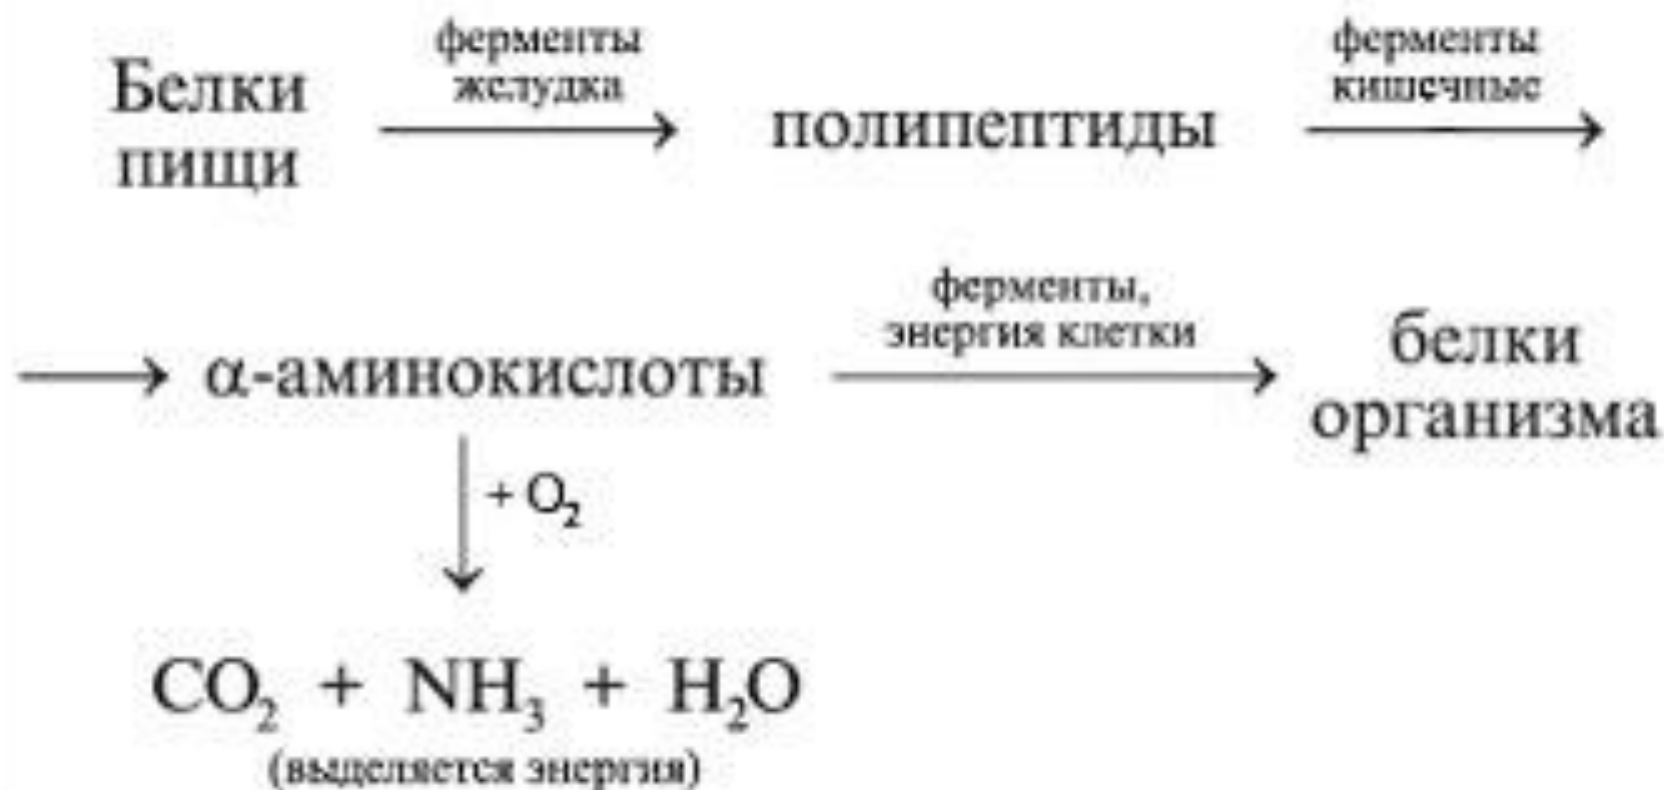 ферменты
желудка
ферменты
кишечные
Белки
пищи
полипептиды
ферменты,
энергия клетки
α-аминокислоты
белки
организма
+ O₂
CO₂ + NH₃ + H₂O
(выделяется энергия)